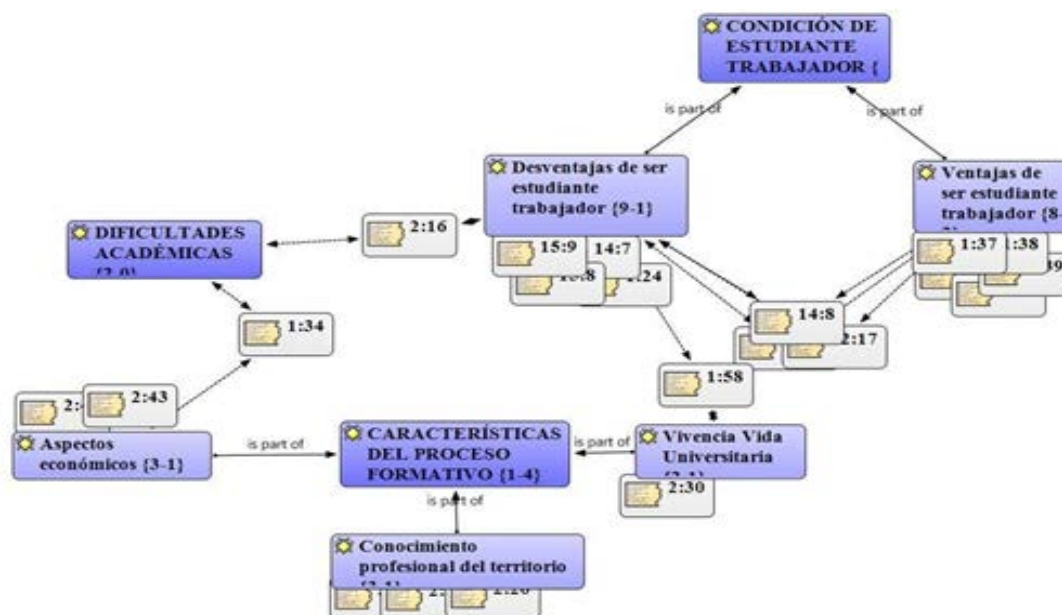 CONDICIÓN DE
ESTUDIANTE
TRABAJADOR {
is part of
is part of
Desventajas de ser
estudiante
trabajador {9-1}
Ventajas de
ser estudiante
trabajador {8-
2:16
DIFICULTADES
ACADÉMICAS
15:9
14:7
1:37
1:38
15:8
1:24
1:34
14:8
2:17
1:58
2:43
Aspectos
económicos {3-1}
is part of
CARACTERÍSTICAS
DEL PROCESO
FORMATIVO {1-4}
is part of
Vivencia Vida
Universitaria
2:30
is part of
Conocimiento
profesional del territorio